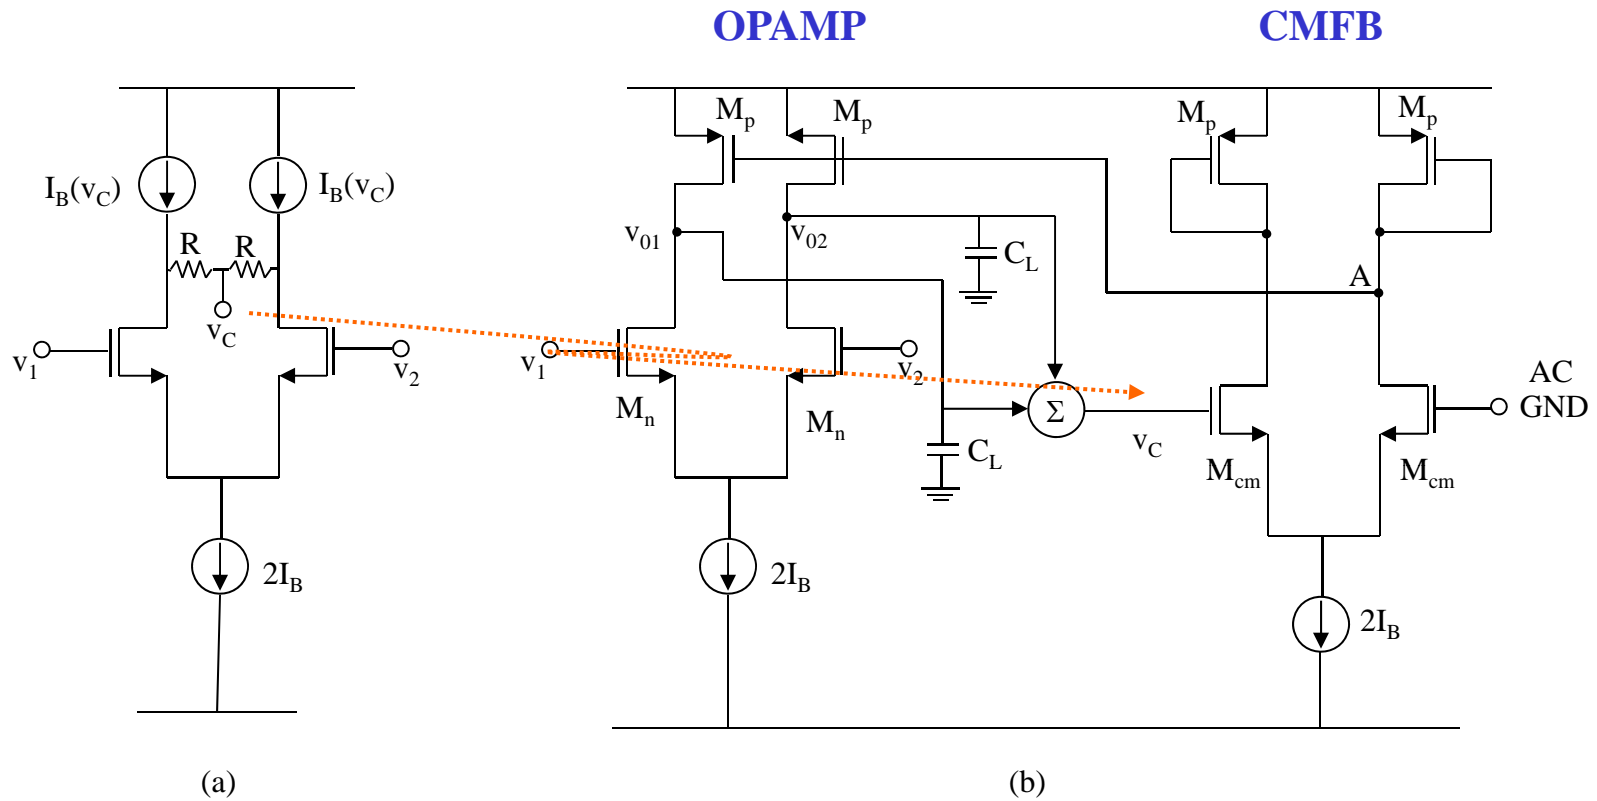 OPAMP
CMFB
I_B(v_C)
I_B(v_C)
R
R
v_C
v_1
v_2
2I_B
(a)
M_p
M_p
v_01
v_02
C_L
v_1
v_2
M_n
M_n
Σ
C_L
2I_B
M_p
M_p
A
AC
GND
v_C
M_cm
M_cm
2I_B
(b)